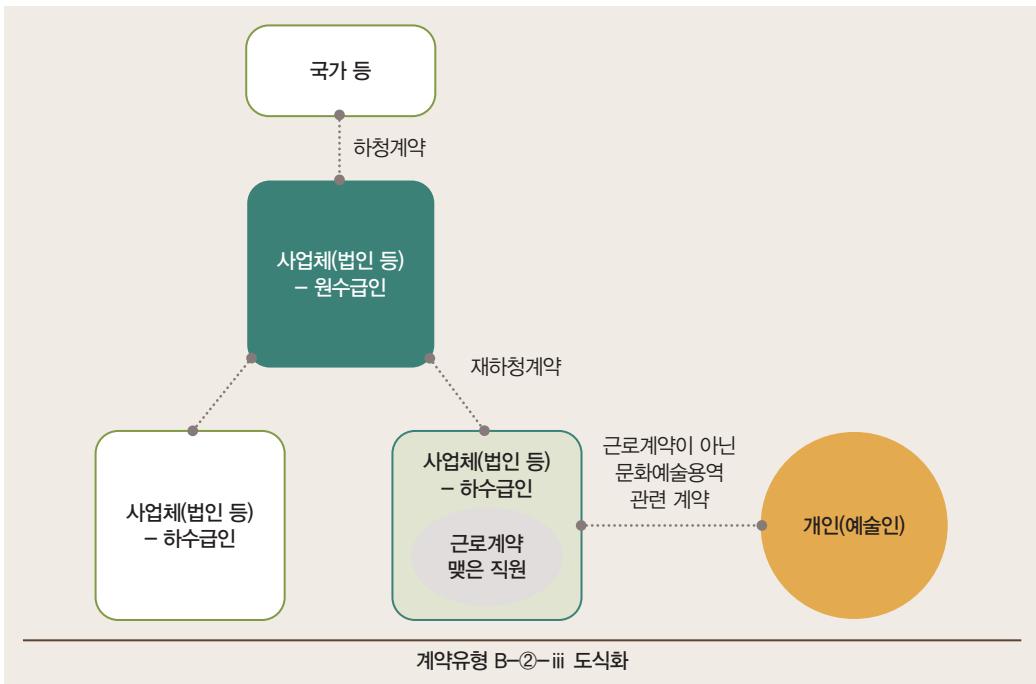 국가 등
하청계약
사업체(법인 등)
– 원수급인
재하청계약
사업체(법인 등)
– 하수급인
사업체(법인 등)
– 하수급인
근로계약
맺은 직원
근로계약이 아닌
문화예술용역
관련 계약
개인(예술인)
계약유형 B–②–ⅲ 도식화